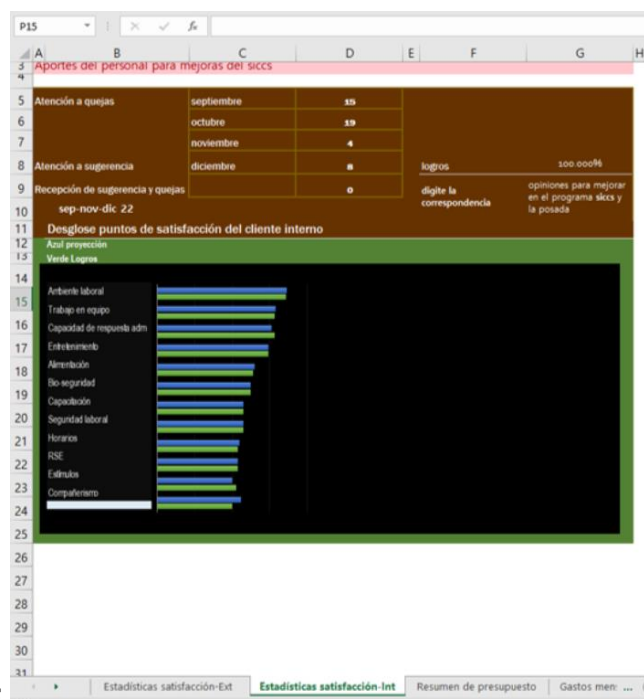 P15
fx
A B C D E F G H
3 Aportes del personal para mejoras del siccs
4
5 Atención a quejas septiembre 15
6 octubre 19
7 noviembre 4
8 Atención a sugerencia diciembre 8 logros 100.000%
9 Recepción de sugerencia y quejas 0 digite la correspondencia opiniones para mejorar en el programa siccs y la posada
10 sep-nov-dic 22
11 Desglose puntos de satisfacción del cliente interno
12 Azul proyección
13 Verde Logros
14 Ambiente laboral
15 Trabajo en equipo
16 Capacidad de respuesta adm
17 Entretenimiento
18 Alimentación
19 Bio-seguridad
Capacitación
20 Seguridad laboral
21 Horarios
22 RSE
23 Estímulos
Compañerismo
24
25
26
27
28
29
30
31
Estadísticas satisfacción-Ext Estadísticas satisfacción-Int Resumen de presupuesto Gastos men: ...